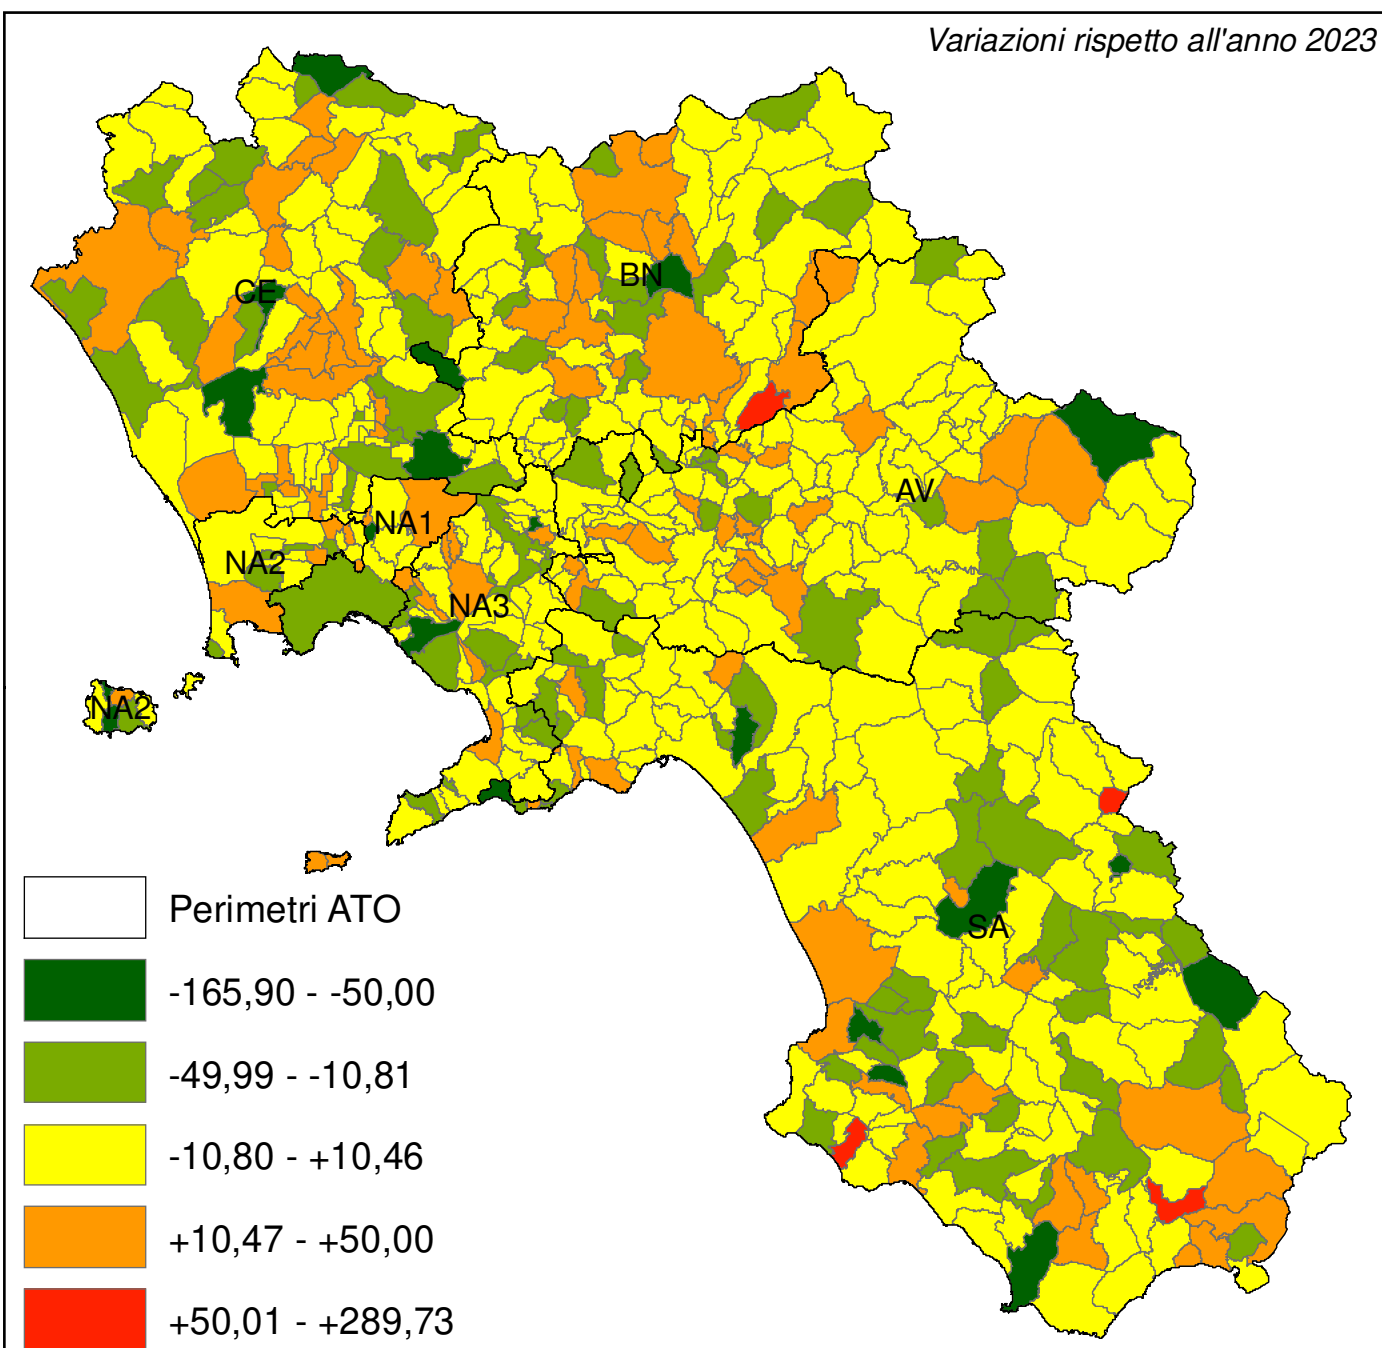 Variazioni rispetto all'anno 2023
BN
CE
AV
NA1
NA2
NA3
NA2
SA
Perimetri ATO
-165,90 - -50,00
-49,99 - -10,81
-10,80 - +10,46
+10,47 - +50,00
+50,01 - +289,73